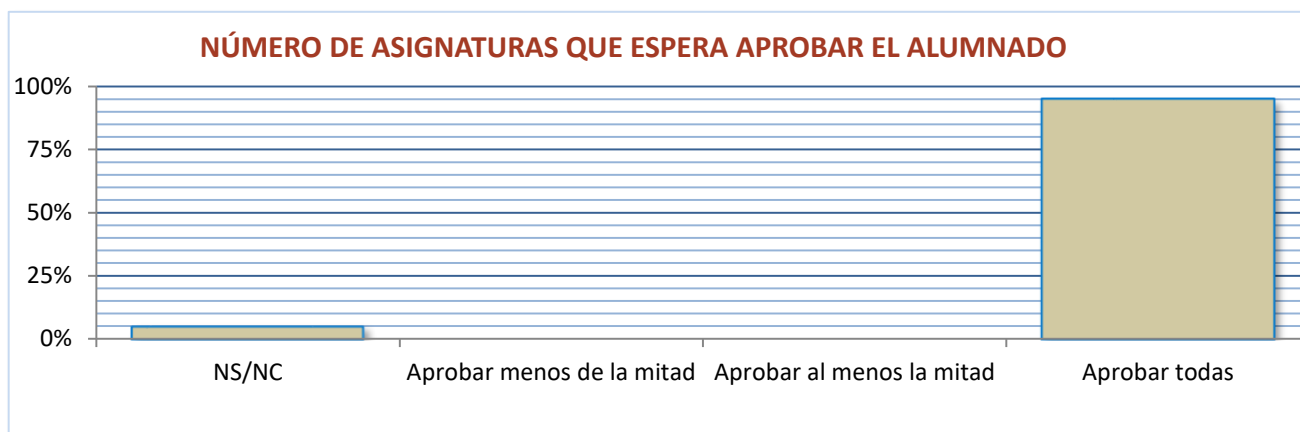 NÚMERO DE ASIGNATURAS QUE ESPERA APROBAR EL ALUMNADO
100%
75%
50%
25%
0%
NS/NC
Aprobar menos de la mitad
Aprobar al menos la mitad
Aprobar todas